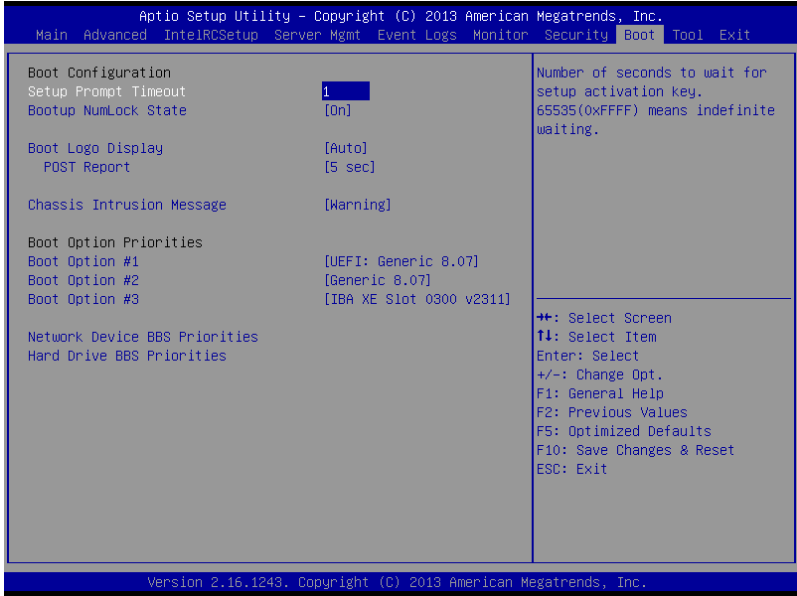 Aptio Setup Utility – Copyright (C) 2013 American Megatrends, Inc.
Main Advanced IntelRCSetup Server Mgmt Event Logs Monitor Security Boot Tool Exit
Boot Configuration
Setup Prompt Timeout 1
Bootup NumLock State [On]
Boot Logo Display [Auto]
POST Report [5 sec]
Chassis Intrusion Message [Warning]
Boot Option Priorities
Boot Option #1 [UEFI: Generic 8.07]
Boot Option #2 [Generic 8.07]
Boot Option #3 [IBA XE Slot 0300 v2311]
Network Device BBS Priorities
Hard Drive BBS Priorities
Number of seconds to wait for
setup activation key.
65535(0xFFFF) means indefinite
waiting.
→←: Select Screen
↑↓: Select Item
Enter: Select
+/-: Change Opt.
F1: General Help
F2: Previous Values
F5: Optimized Defaults
F10: Save Changes & Reset
ESC: Exit
Version 2.16.1243. Copyright (C) 2013 American Megatrends, Inc.